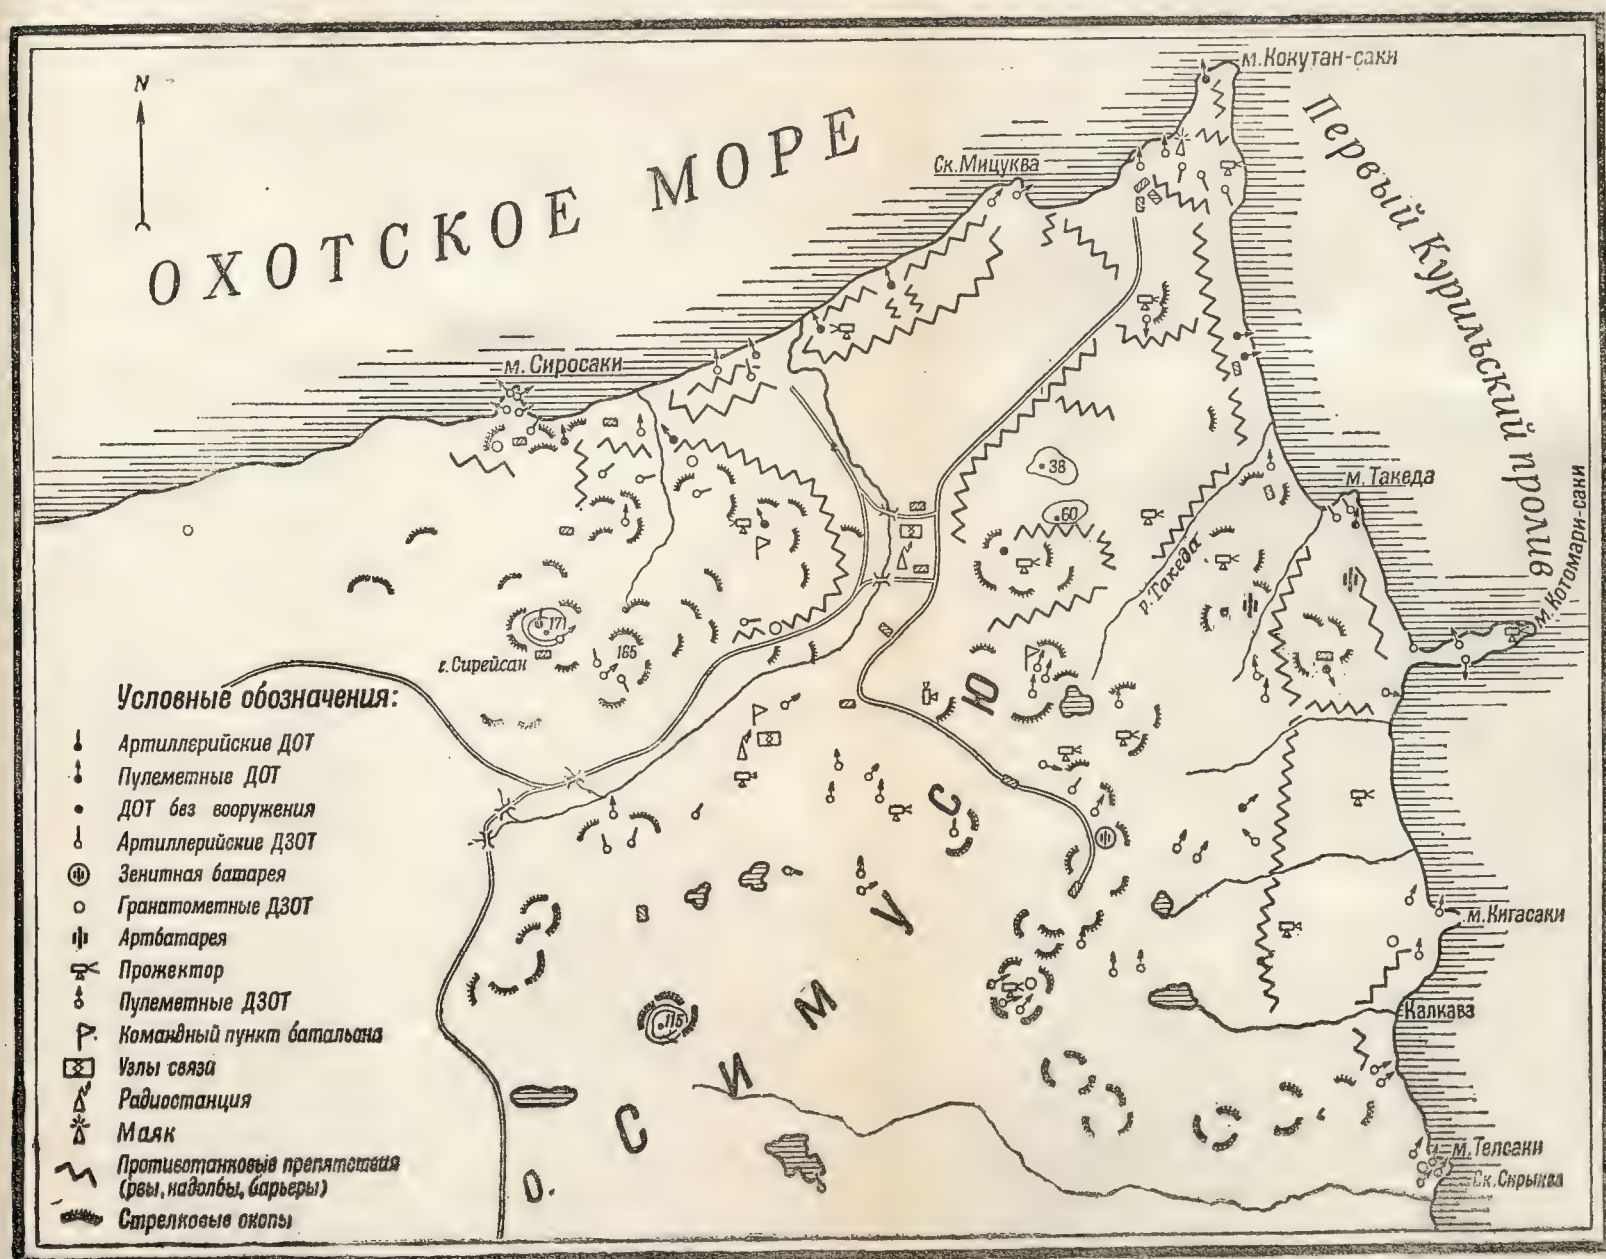 N
м.Кокутан-саки
ОХОТСКОЕ МОРЕ
Первый Курильский пролив
Ск.Мицуква
м.Сиросаки
38
60
м.Такеда
м.Котомари-саки
р.Такеда
171
165
г.Сирейсан
115
м.Кигасаки
Калкава
м.Телсаки
О. СИМУСЮ
Условные обозначения:
Артиллерийские ДОТ
Пулеметные ДОТ
ДОТ без вооружения
Артиллерийские ДЗОТ
Зенитная батарея
Гранатометные ДЗОТ
Артбатарея
Прожектор
Пулеметные ДЗОТ
Командный пункт батальона
Узлы связи
Радиостанция
Маяк
Противотанковые препятствия
(рвы, надолбы, барьеры)
Стрелковые окопы